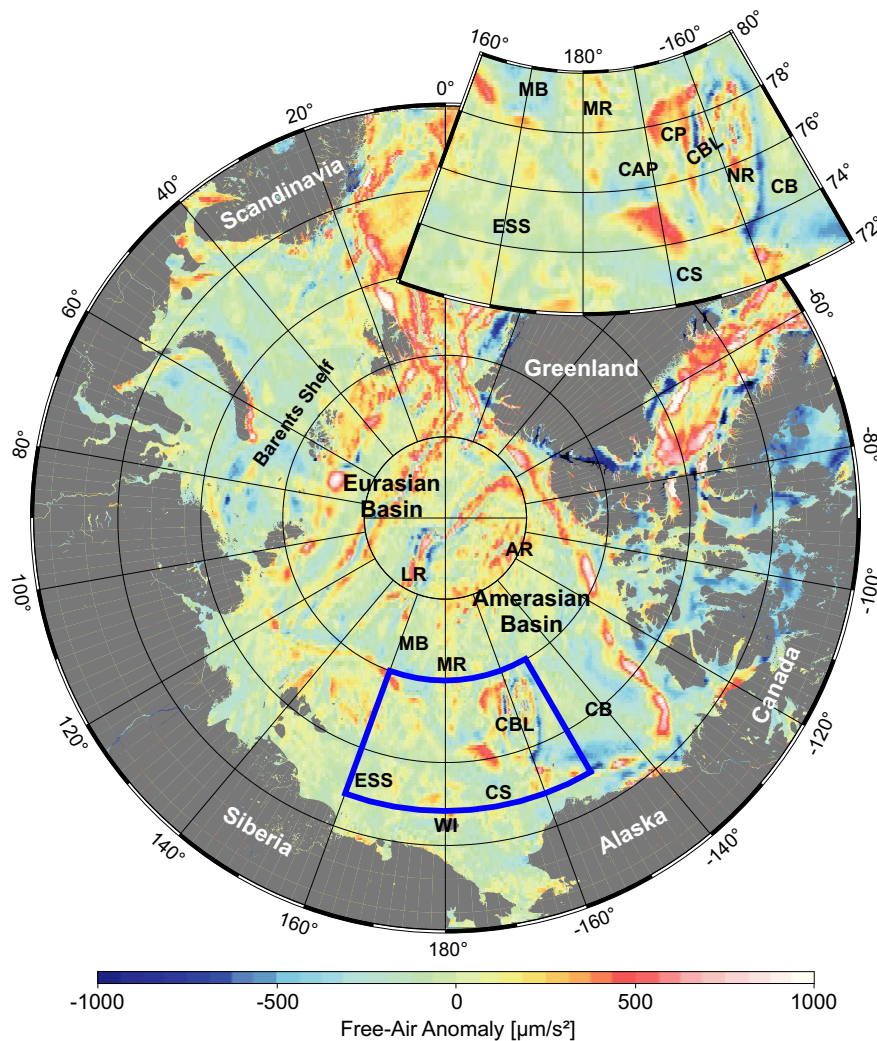 160°
180°
-160°
80°
78°
76°
74°
72°
MB
MR
CP
CBL
CAP
NR
CB
ESS
CS
0°
20°
40°
60°
80°
100°
120°
140°
160°
180°
-160°
-140°
-120°
-100°
-80°
-60°
Scandinavia
Greenland
Barents Shelf
Eurasian
Basin
AR
LR
Amerasian
Basin
MB
MR
CB
CBL
ESS
CS
WI
Canada
Siberia
Alaska
-1000
-500
0
500
1000
Free-Air Anomaly [µm/s²]